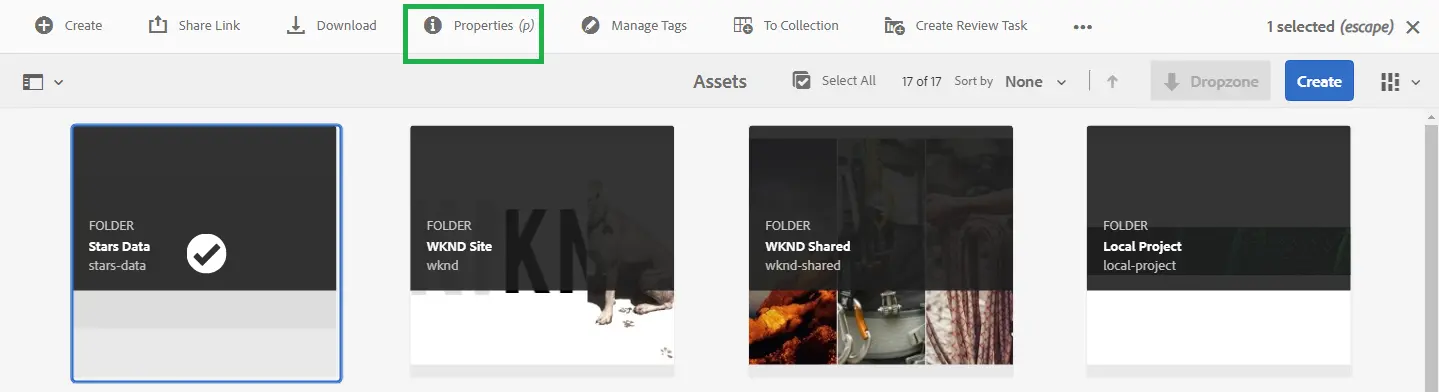 Create Share Link Download Properties (p) Manage Tags To Collection Create Review Task ••• 1 selected (escape)
Assets Select All 17 of 17 Sort by None Dropzone Create
FOLDER
Stars Data
stars-data
FOLDER
WKND Site
wknd
FOLDER
WKND Shared
wknd-shared
FOLDER
Local Project
local-project